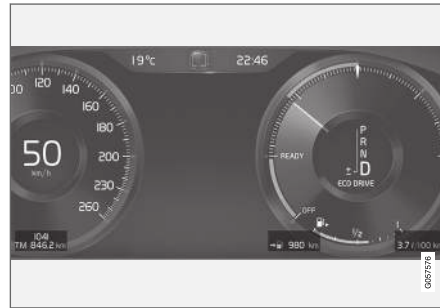 19°c 22:46
00 120 140 160 180 200 230 260
50
km/h
1041
TM 846.2 km
P
R
N
± D
ECO DRIVE
READY
OFF
1/2
1
980 km
3.7 / 100 km
G057576